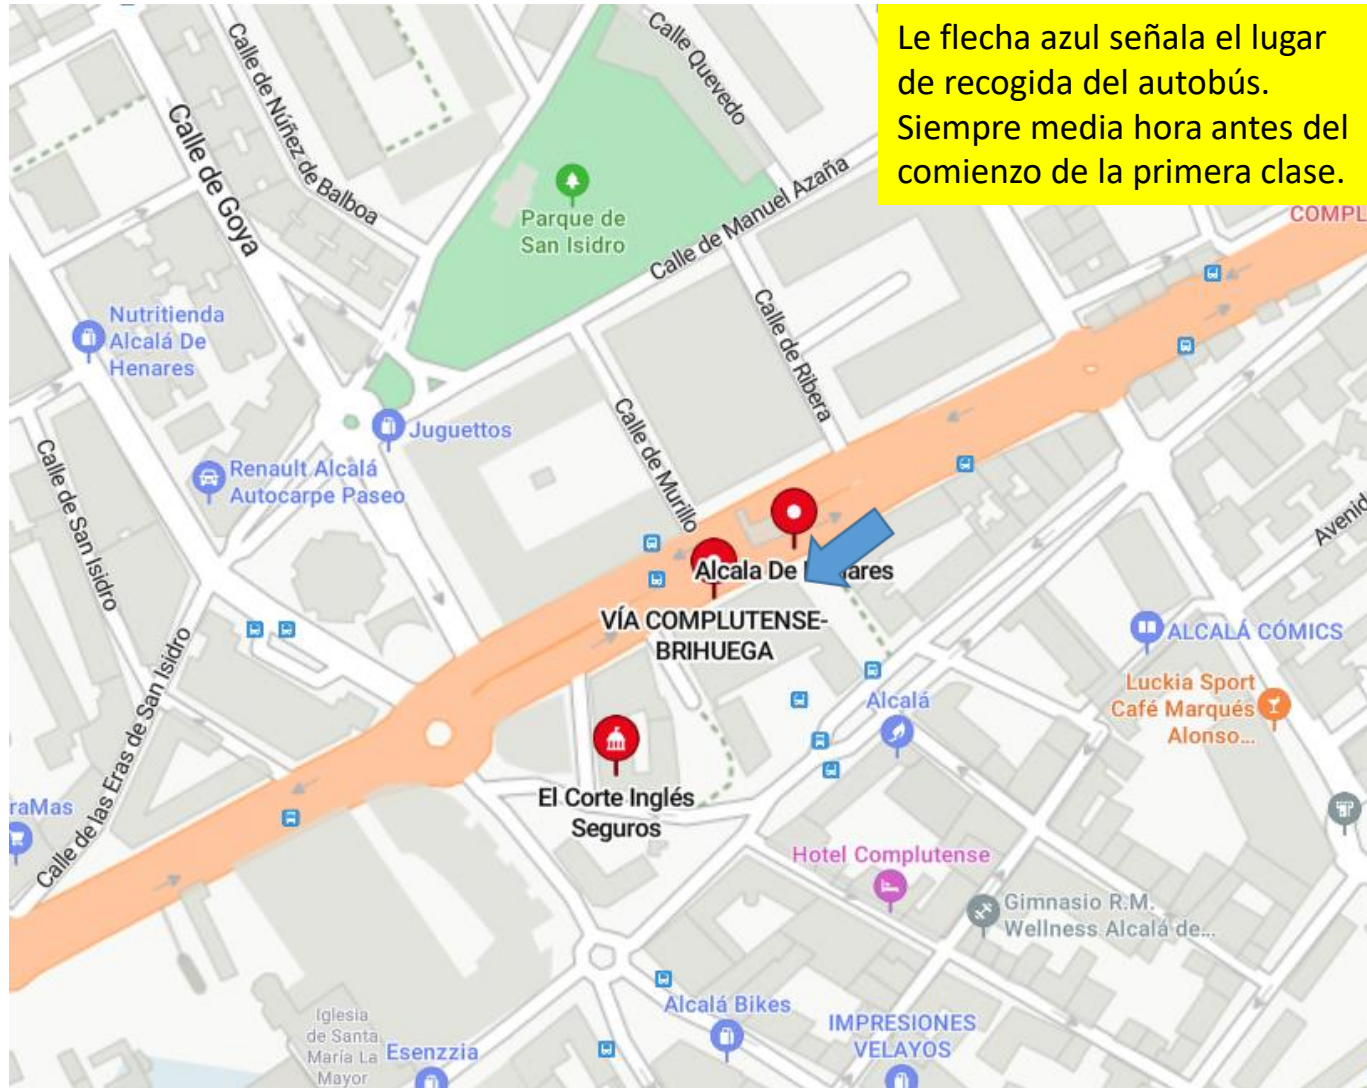 Le flecha azul señala el lugar
de recogida del autobús.
Siempre media hora antes del
comienzo de la primera clase.
COMPL
Calle Quevedo
Calle de Núñez de Balboa
Calle de Goya
Parque de
San Isidro
Calle de Manuel Azaña
Nutritienda
Alcalá De
Henares
Calle de Ribera
Juguettos
Calle de Murillo
Renault Alcalá
Autocarpe Paseo
Calle de San Isidro
Avenid
Alcala De
ares
VÍA COMPLUTENSE-
BRIHUEGA
ALCALÁ CÓMICS
Calle de las Eras de San Isidro
Luckia Sport
Café Marqués
Alonso...
Alcalá
El Corte Inglés
Seguros
raMas
Hotel Complutense
Gimnasio R.M.
Wellness Alcalá de...
Alcalá Bikes
Iglesia
de Santa
María La
Mayor
Esenzzia
IMPRESIONES
VELAYOS